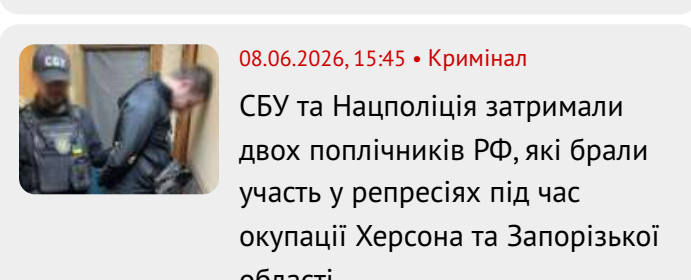 СБУ
08.06.2026, 15:45 • Кримінал
СБУ та Нацполіція затримали
двох поплічників РФ, які брали
участь у репресіях під час
окупації Херсона та Запорізької
області